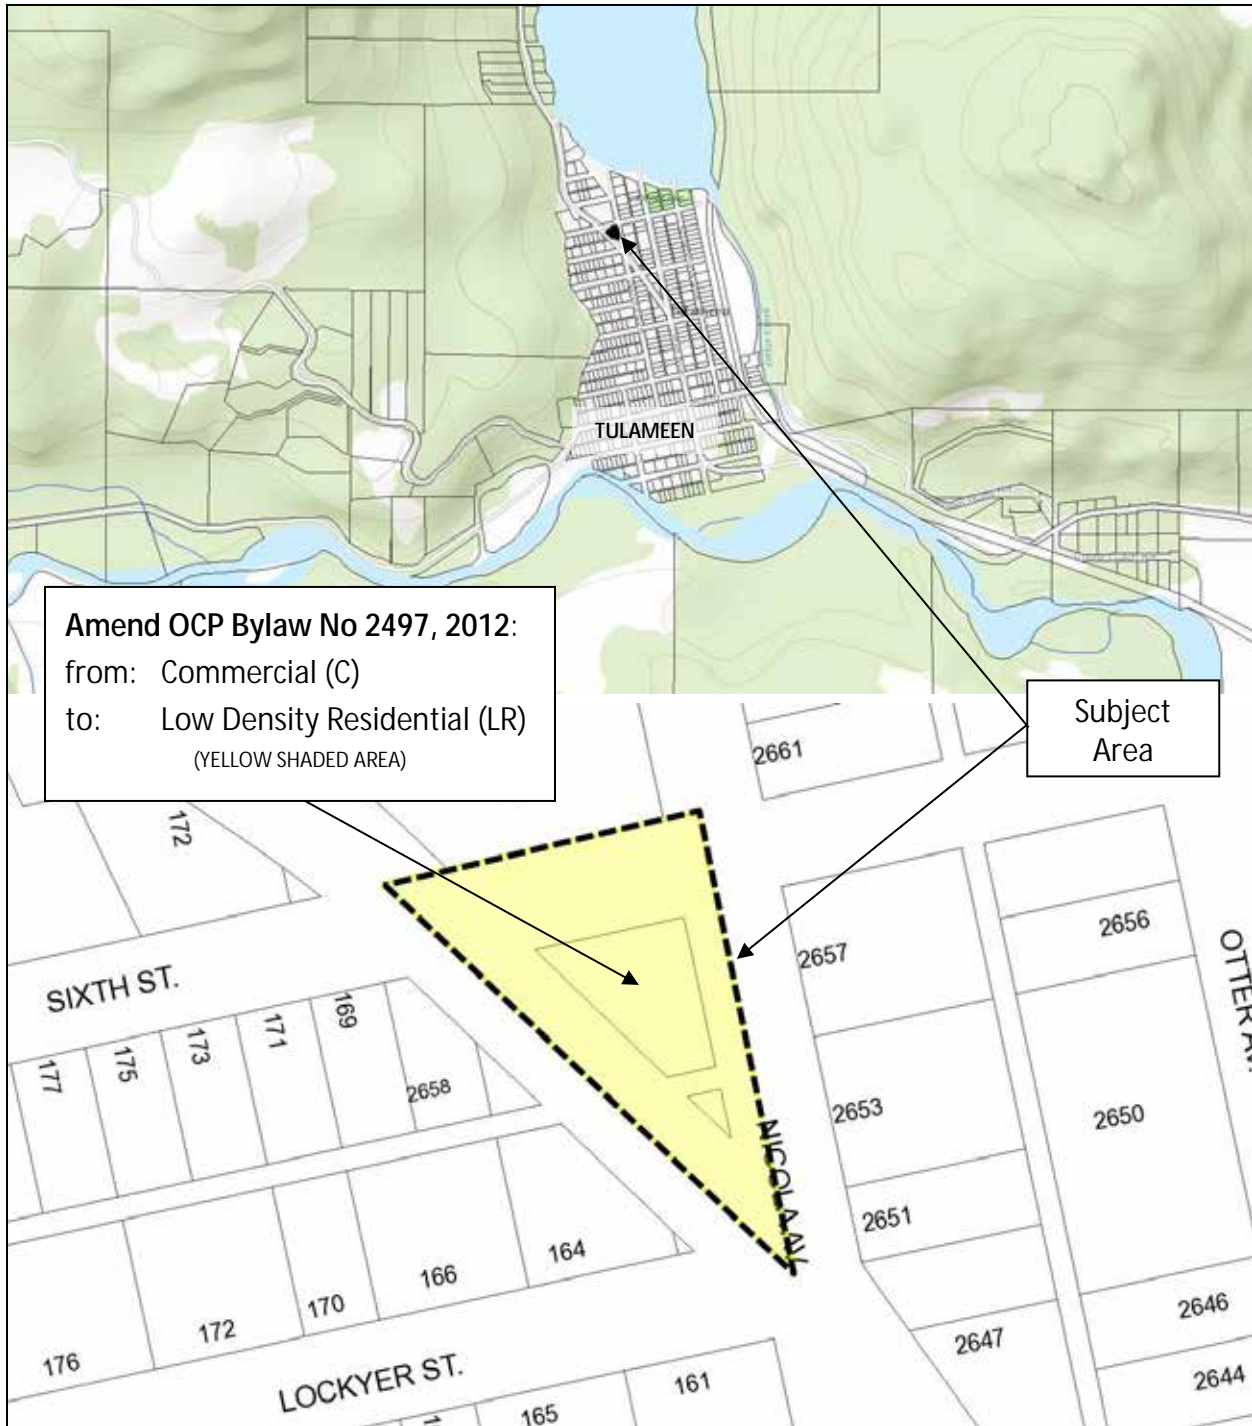 TULAMEEN
Amend OCP Bylaw No 2497, 2012:
from: Commercial (C)
to: Low Density Residential (LR)
(YELLOW SHADED AREA)
Subject
Area
2661
172
SIXTH ST.
177
175
173
171
169
2658
2657
2656
OTTER AV.
2653
2650
NICOLA AV.
2651
176
172
170
166
164
2647
2646
2644
LOCKYER ST.
165
161